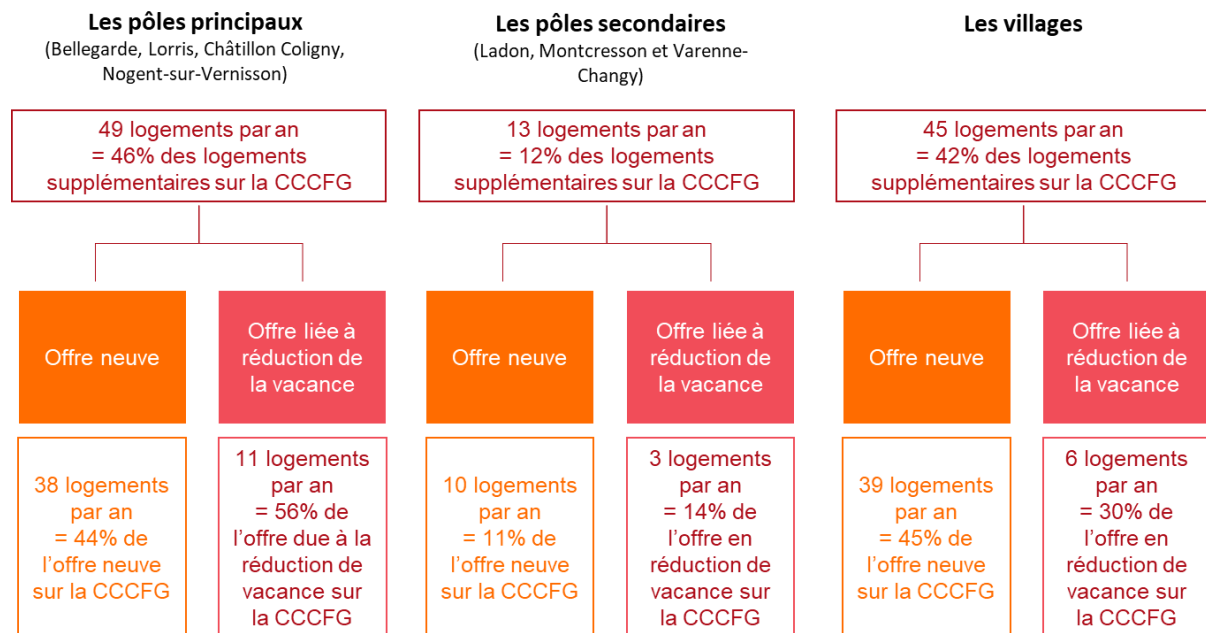 Les pôles principaux
(Bellegarde, Lorris, Châtillon Coligny,
Nogent-sur-Vernisson)
49 logements par an
= 46% des logements
supplémentaires sur la CCCFG
Offre neuve
Offre liée à
réduction de
la vacance
38 logements
par an
= 44% de
l'offre neuve
sur la CCCFG
11 logements
par an
= 56% de
l'offre due à la
réduction de
vacance sur
la CCCFG
Les pôles secondaires
(Ladon, Montcresson et Varenne-
Changy)
13 logements par an
= 12% des logements
supplémentaires sur la CCCFG
Offre neuve
Offre liée à
réduction de
la vacance
10 logements
par an
= 11% de
l'offre neuve
sur la CCCFG
3 logements
par an
= 14% de
l'offre en
réduction de
vacance sur
la CCCFG
Les villages
45 logements par an
= 42% des logements
supplémentaires sur la CCCFG
Offre neuve
Offre liée à
réduction de
la vacance
39 logements
par an
= 45% de
l'offre neuve
sur la CCCFG
6 logements
par an
= 30% de
l'offre en
réduction de
vacance sur
la CCCFG